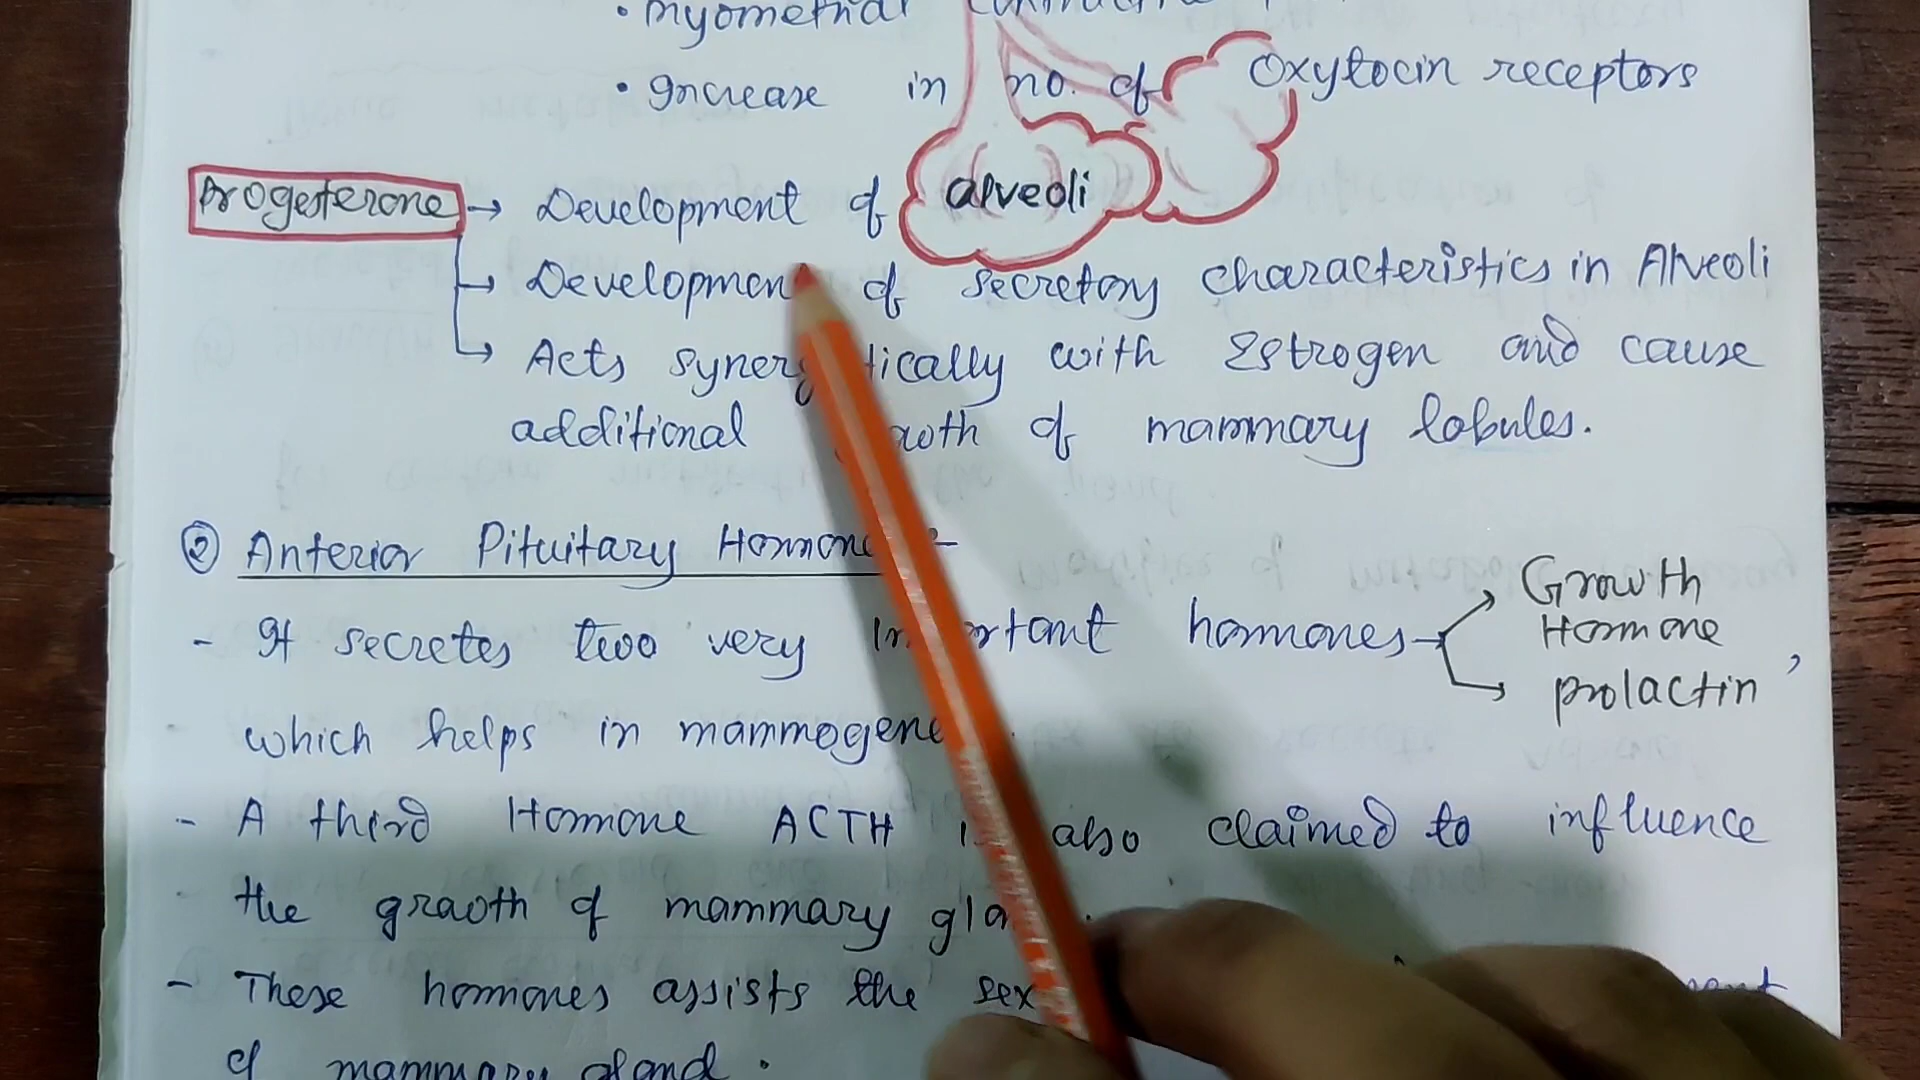 • Myometrial
• Increase in no. of Oxytocin receptors
Progesterone → Development of alveoli
→ Development of secretory characteristics in Alveoli
→ Acts synergtically with Estrogen and cause
additional of mammary lobules.
② Anterior Pituitary Hormone :-
- It secretes two very Important hormones → Growth Hormone
→ prolactin ,
which helps in mammogene
- A third Hormone ACTH is also claimed to influence
the growth of mammary gla
- These hormones assists the sex
of mammary gland.